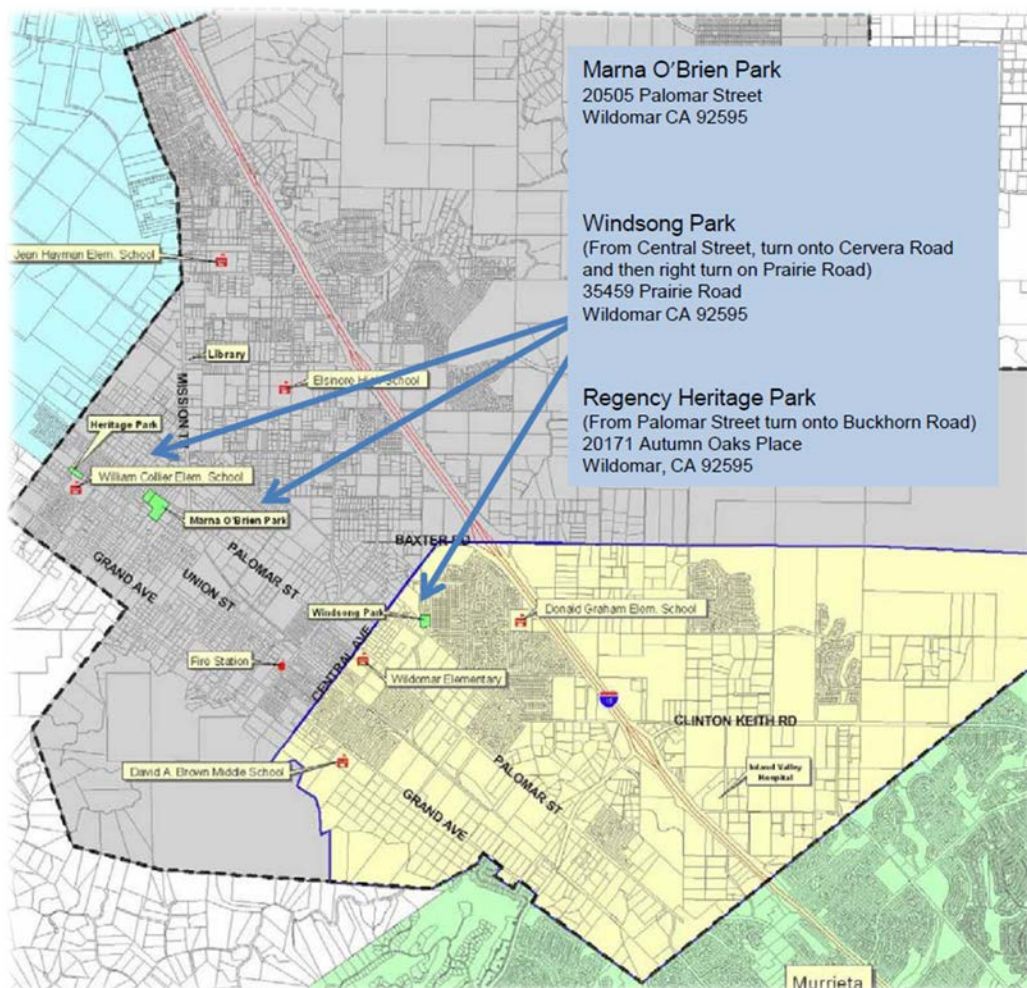 Marna O'Brien Park
20505 Palomar Street
Wildomar CA 92595
Windsong Park
(From Central Street, turn onto Cervera Road
and then right turn on Prairie Road)
35459 Prairie Road
Wildomar CA 92595
Regency Heritage Park
(From Palomar Street turn onto Buckhorn Road)
20171 Autumn Oaks Place
Wildomar, CA 92595
Jean Hayman Elem. School
Library
MISSION
Elsinore High School
Heritage Park
William Collier Elem. School
Marna O'Brien Park
BAXTER RD
GRAND AVE
UNION ST
PALOMAR ST
Windsong Park
Donald Graham Elem. School
CENTRAL AVE
Fire Station
Wildomar Elementary
15
CLINTON KEITH RD
David A. Brown Middle School
PALOMAR ST
Inland Valley
Hospital
GRAND AVE
Murrieta